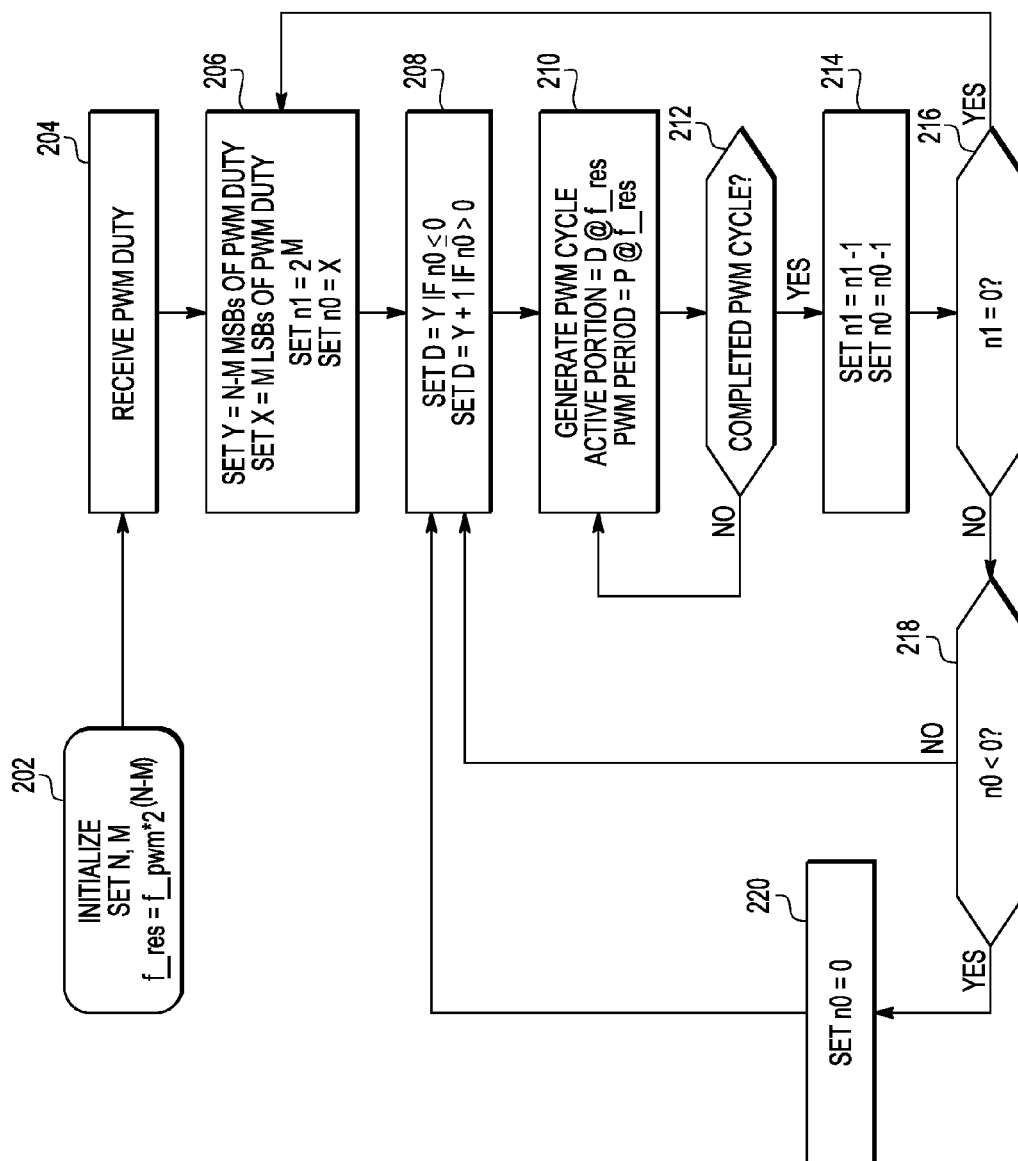 202
INITIALIZE
SET N, M
f_res = f_pwm*2^(N-M)
204
RECEIVE PWM DUTY
206
SET Y = N-M MSBs OF PWM DUTY
SET X = M LSBs OF PWM DUTY
SET n1 = 2^M
SET n0 = X
208
SET D = Y IF n0 ≤ 0
SET D = Y + 1 IF n0 > 0
210
GENERATE PWM CYCLE
ACTIVE PORTION = D @ f_res
PWM PERIOD = P @ f_res
212
COMPLETED PWM CYCLE?
NO
YES
214
SET n1 = n1 -1
SET n0 = n0 -1
216
n1 = 0?
YES
NO
218
n0 < 0?
NO
YES
220
SET n0 = 0